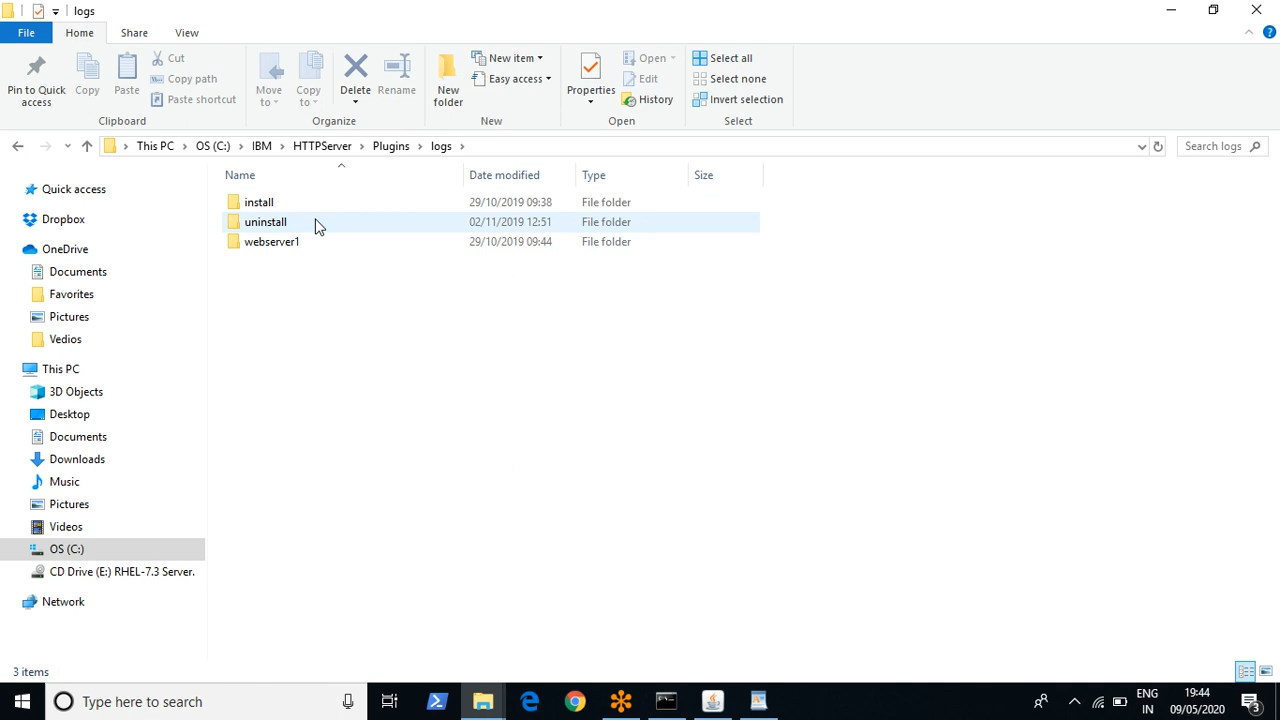 logs
File Home Share View
Pin to Quick access
Copy
Paste
Cut
Copy path
Paste shortcut
Clipboard
Move to
Copy to
Delete
Rename
Organize
New folder
New item
Easy access
New
Properties
Open
Edit
History
Open
Select all
Select none
Invert selection
Select
This PC OS (C:) IBM HTTPServer Plugins logs
Search logs
Name Date modified Type Size
install 29/10/2019 09:38 File folder
uninstall 02/11/2019 12:51 File folder
webserver1 29/10/2019 09:44 File folder
Quick access
Dropbox
OneDrive
Documents
Favorites
Pictures
Vedios
This PC
3D Objects
Desktop
Documents
Downloads
Music
Pictures
Videos
OS (C:)
CD Drive (E:) RHEL-7.3 Server.
Network
3 items
Type here to search
ENG
IN
19:44
09/05/2020
3